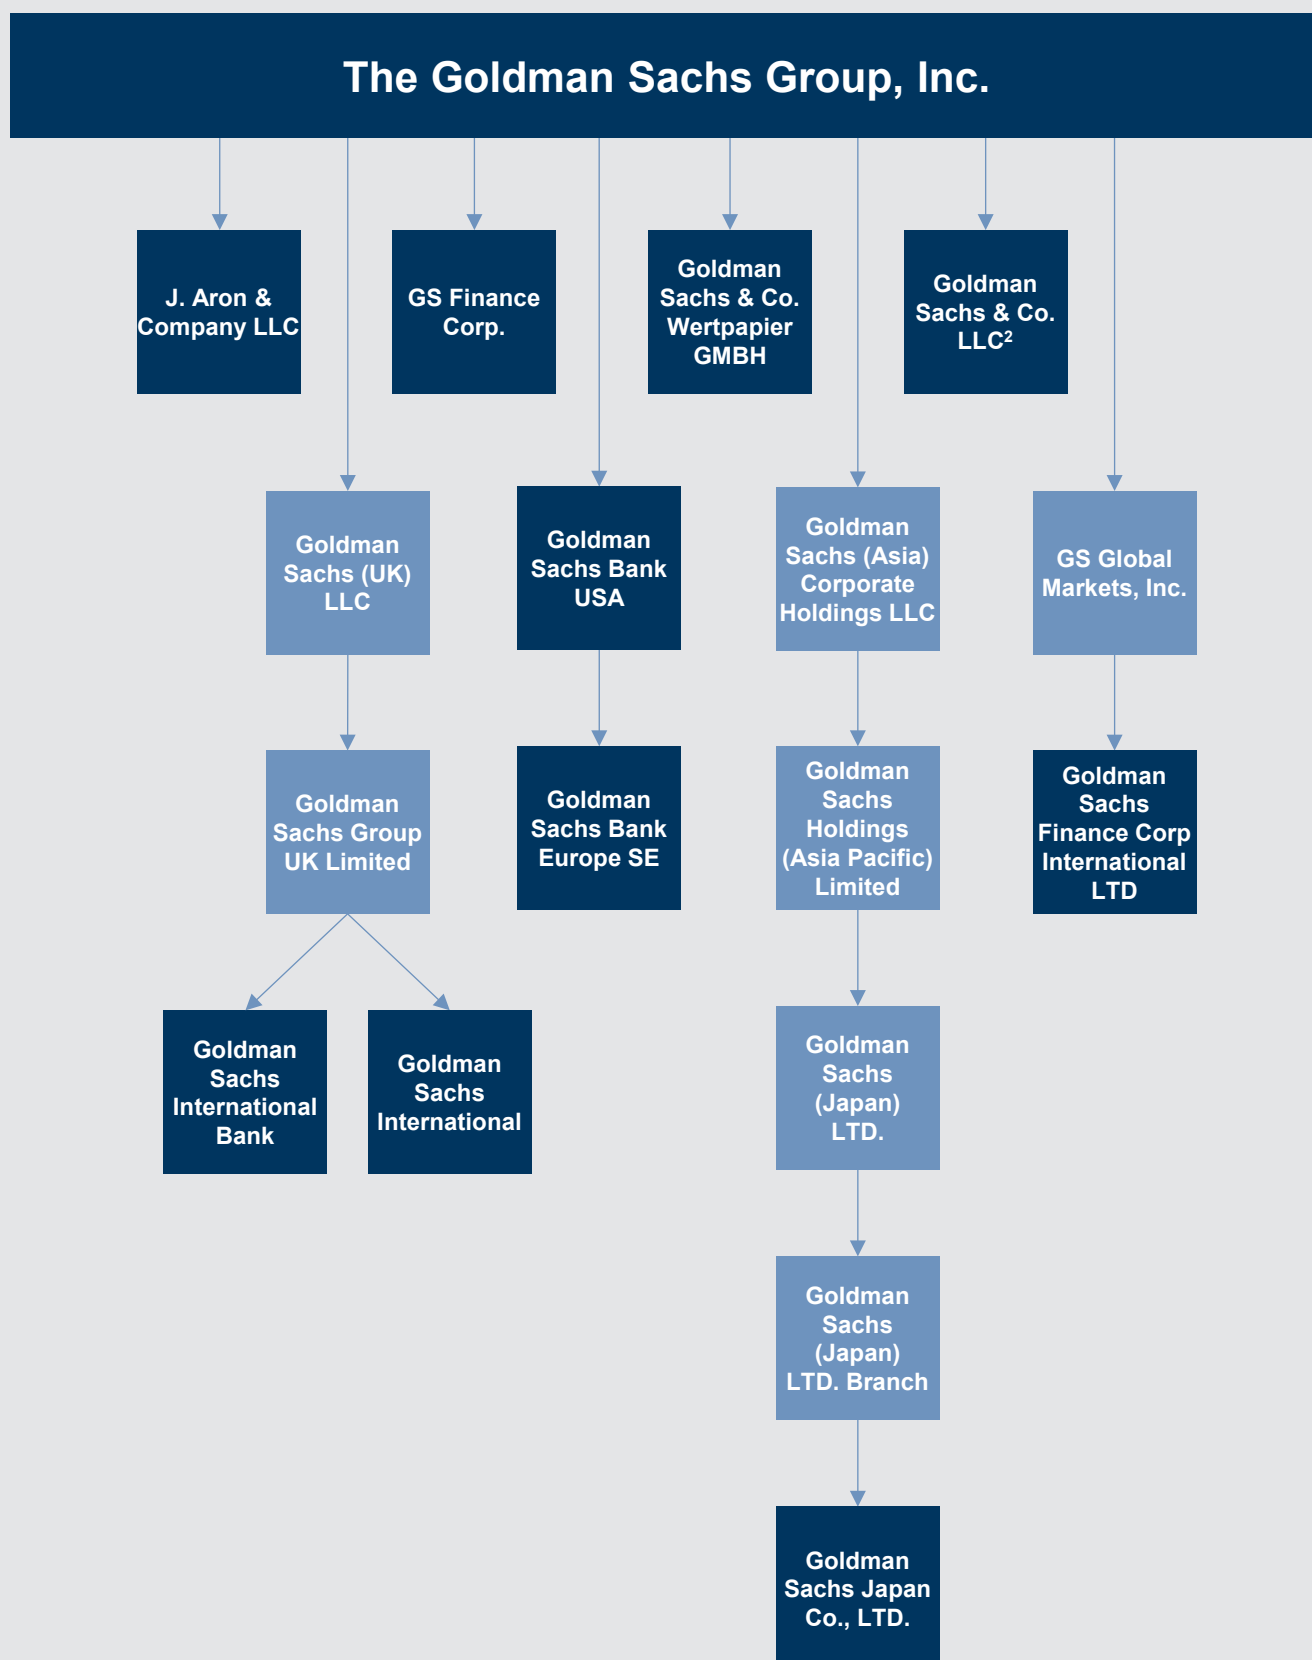 The Goldman Sachs Group, Inc.
J. Aron &
Company LLC
GS Finance
Corp.
Goldman
Sachs & Co.
Wertpapier
GMBH
Goldman
Sachs & Co.
LLC²
Goldman
Sachs (UK)
LLC
Goldman
Sachs Bank
USA
Goldman
Sachs (Asia)
Corporate
Holdings LLC
GS Global
Markets, Inc.
Goldman
Sachs Group
UK Limited
Goldman
Sachs Bank
Europe SE
Goldman
Sachs
Holdings
(Asia Pacific)
Limited
Goldman
Sachs
Finance Corp
International
LTD
Goldman
Sachs
International
Bank
Goldman
Sachs
International
Goldman
Sachs
(Japan)
LTD.
Goldman
Sachs
(Japan)
LTD. Branch
Goldman
Sachs Japan
Co., LTD.